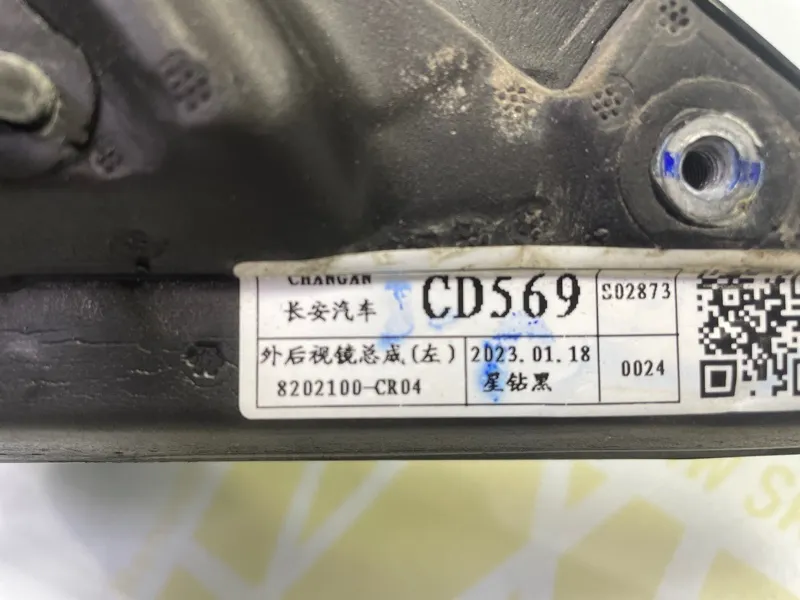 CHANGAN
长安汽车
CD569
S02873
外后视镜总成(左)
8202100-CR04
2023.01.18
星钻黑
0024